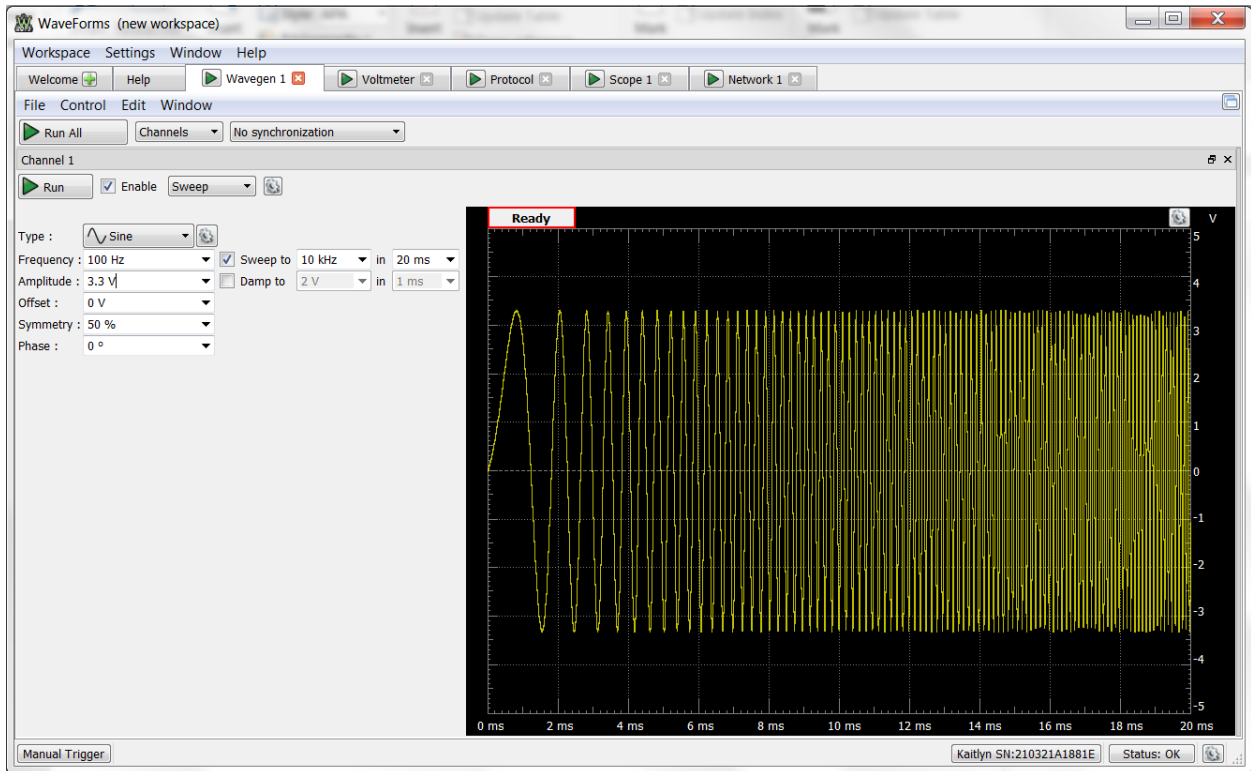 WaveForms (new workspace)
Workspace Settings Window Help
Welcome Help Wavegen 1 Voltmeter Protocol Scope 1 Network 1
File Control Edit Window
Run All Channels No synchronization
Channel 1
Run Enable Sweep
Ready V
Type : Sine
Frequency : 100 Hz Sweep to 10 kHz in 20 ms
Amplitude : 3.3 V Damp to 2 V in 1 ms
Offset : 0 V
Symmetry : 50 %
Phase : 0 º
5
4
3
2
1
0
-1
-2
-3
-4
-5
0 ms 2 ms 4 ms 6 ms 8 ms 10 ms 12 ms 14 ms 16 ms 18 ms 20 ms
Manual Trigger Kaitlyn SN:210321A1881E Status: OK